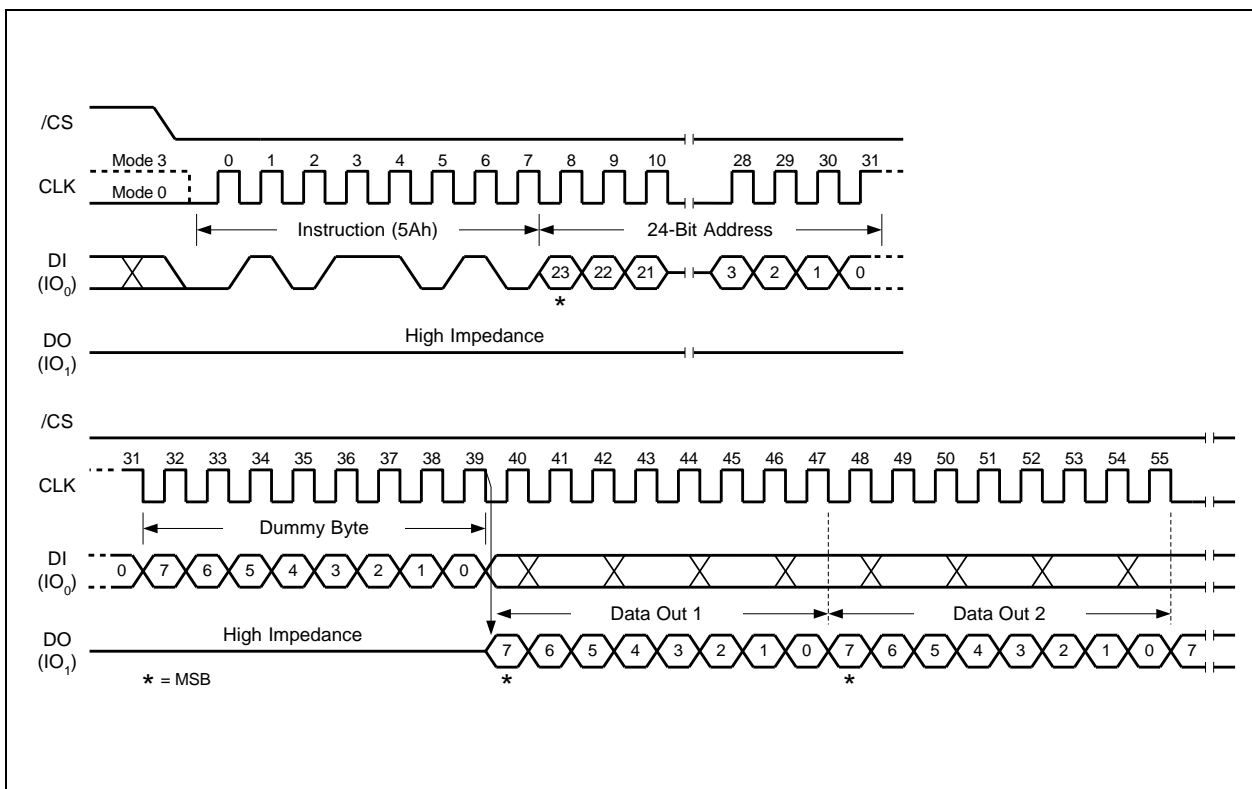 /CS
Mode 3 0 1 2 3 4 5 6 7 8 9 10 28 29 30 31
CLK
Mode 0
Instruction (5Ah) 24-Bit Address
DI
(IO0)
23 22 21 3 2 1 0
*
DO
(IO1)
High Impedance
/CS
31 32 33 34 35 36 37 38 39 40 41 42 43 44 45 46 47 48 49 50 51 52 53 54 55
CLK
Dummy Byte
DI
(IO0)
0 7 6 5 4 3 2 1 0
Data Out 1 Data Out 2
DO
(IO1)
High Impedance
7 6 5 4 3 2 1 0 7 6 5 4 3 2 1 0 7
* = MSB * *